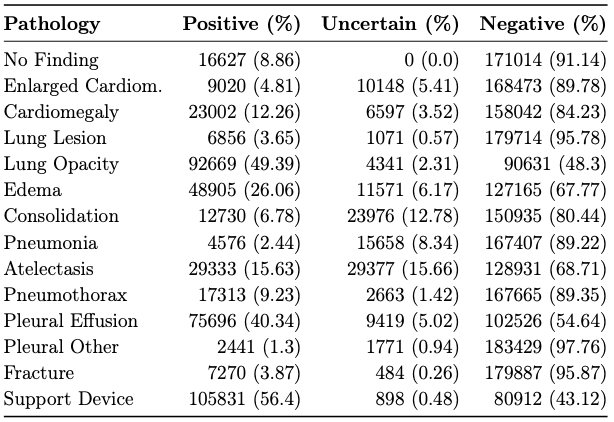 Pathology Positive (%) Uncertain (%) Negative (%)
No Finding 16627 (8.86) 0 (0.0) 171014 (91.14)
Enlarged Cardiom. 9020 (4.81) 10148 (5.41) 168473 (89.78)
Cardiomegaly 23002 (12.26) 6597 (3.52) 158042 (84.23)
Lung Lesion 6856 (3.65) 1071 (0.57) 179714 (95.78)
Lung Opacity 92669 (49.39) 4341 (2.31) 90631 (48.3)
Edema 48905 (26.06) 11571 (6.17) 127165 (67.77)
Consolidation 12730 (6.78) 23976 (12.78) 150935 (80.44)
Pneumonia 4576 (2.44) 15658 (8.34) 167407 (89.22)
Atelectasis 29333 (15.63) 29377 (15.66) 128931 (68.71)
Pneumothorax 17313 (9.23) 2663 (1.42) 167665 (89.35)
Pleural Effusion 75696 (40.34) 9419 (5.02) 102526 (54.64)
Pleural Other 2441 (1.3) 1771 (0.94) 183429 (97.76)
Fracture 7270 (3.87) 484 (0.26) 179887 (95.87)
Support Device 105831 (56.4) 898 (0.48) 80912 (43.12)